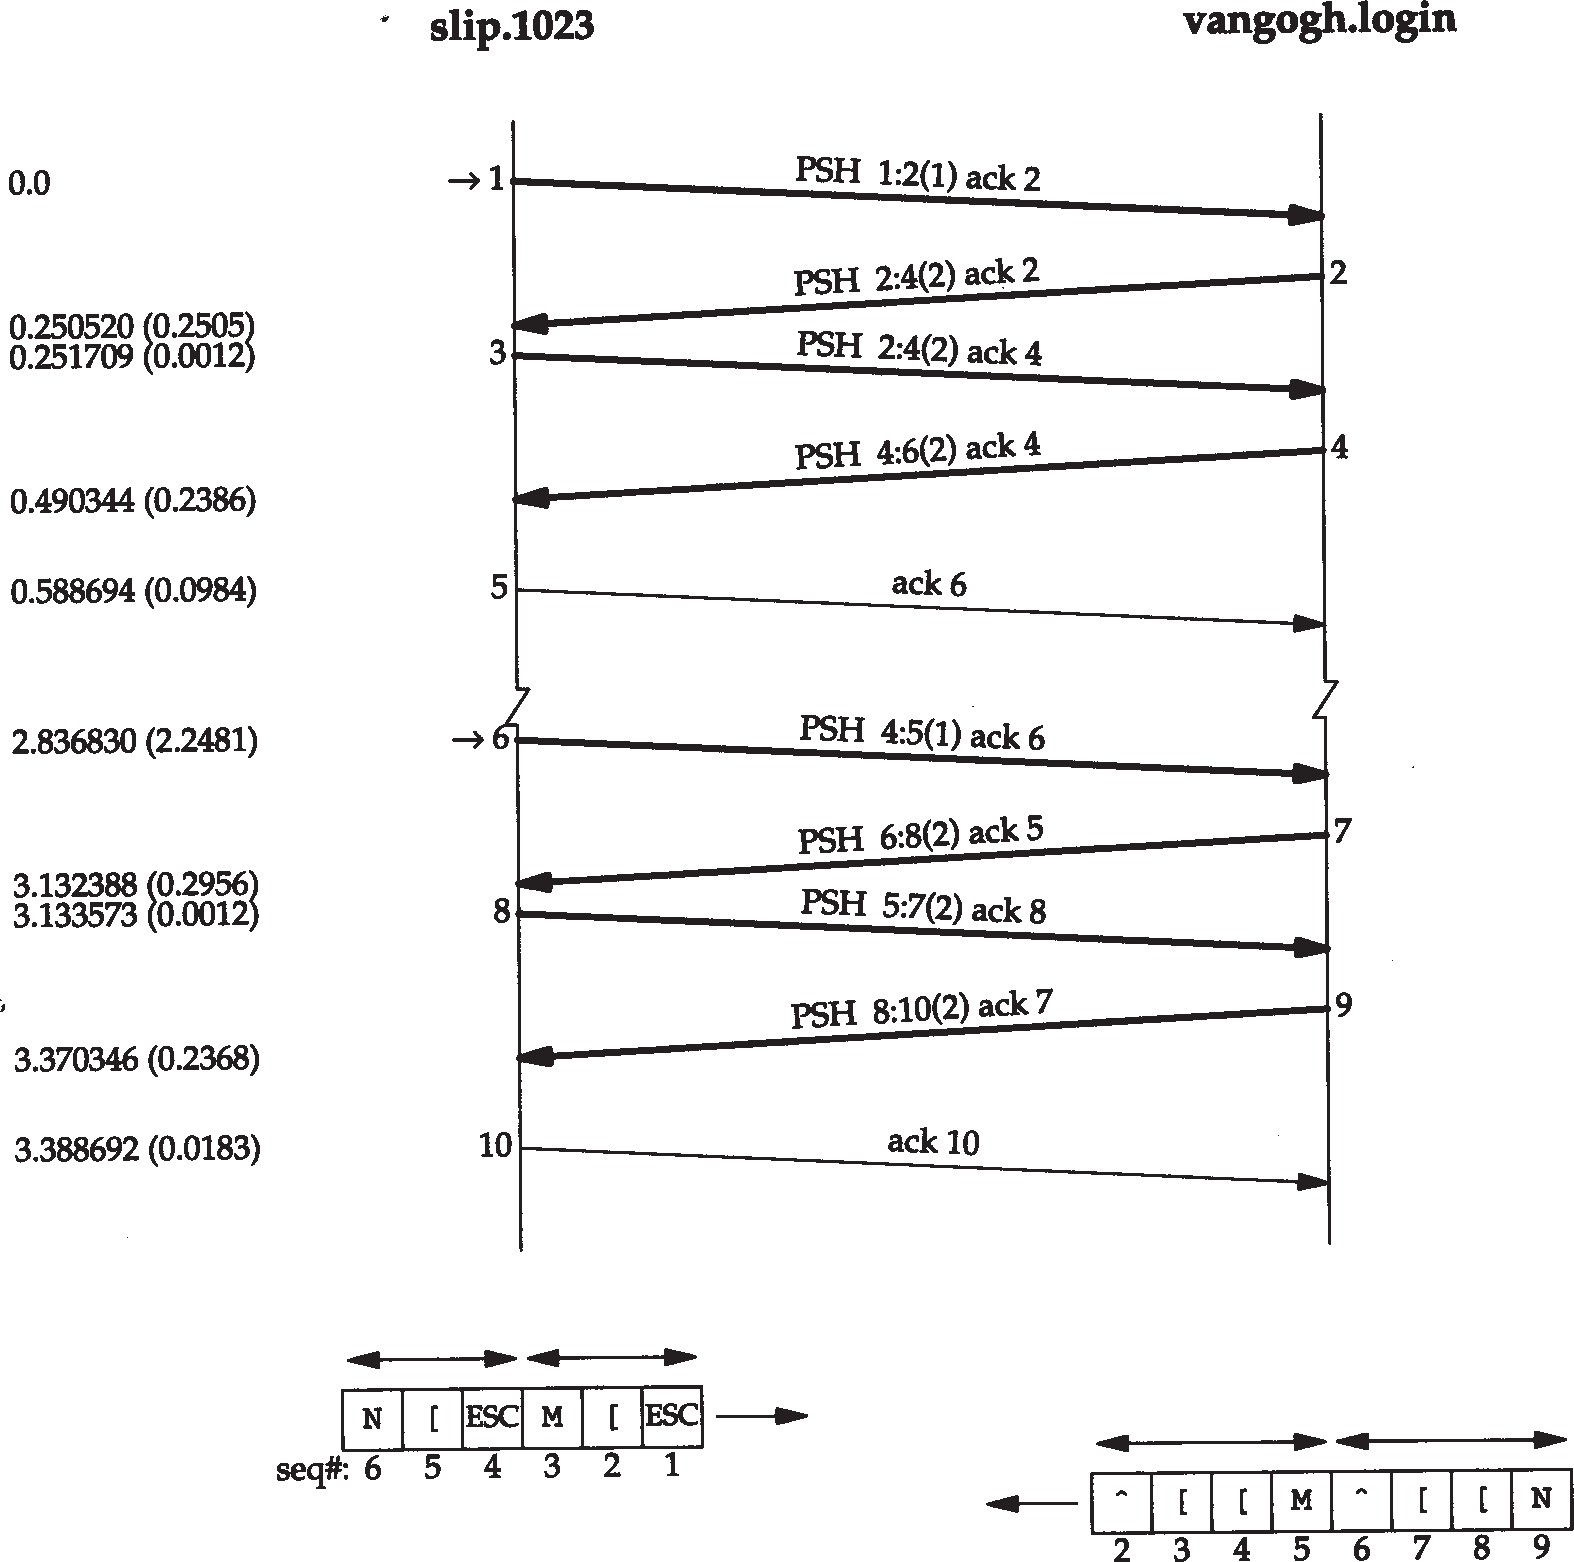 slip.1023 vangogh.login
0.0 → 1 PSH 1:2(1) ack 2
PSH 2:4(2) ack 2 2
0.250520 (0.2505)
0.251709 (0.0012) 3 PSH 2:4(2) ack 4
PSH 4:6(2) ack 4 4
0.490344 (0.2386)
0.588694 (0.0984) 5 ack 6
2.836830 (2.2481) → 6 PSH 4:5(1) ack 6
PSH 6:8(2) ack 5 7
3.132388 (0.2956)
3.133573 (0.0012) 8 PSH 5:7(2) ack 8
PSH 8:10(2) ack 7 9
3.370346 (0.2368)
3.388692 (0.0183) 10 ack 10
N [ ESC M [ ESC
seq#: 6 5 4 3 2 1
^ [ [ M ^ [ [ N
2 3 4 5 6 7 8 9